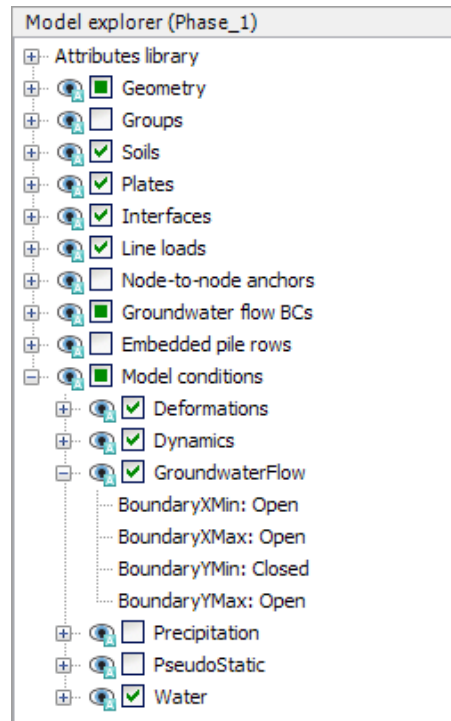 Model explorer (Phase_1)
Attributes library
Geometry
Groups
Soils
Plates
Interfaces
Line loads
Node-to-node anchors
Groundwater flow BCs
Embedded pile rows
Model conditions
Deformations
Dynamics
GroundwaterFlow
BoundaryXMin: Open
BoundaryXMax: Open
BoundaryYMin: Closed
BoundaryYMax: Open
Precipitation
PseudoStatic
Water